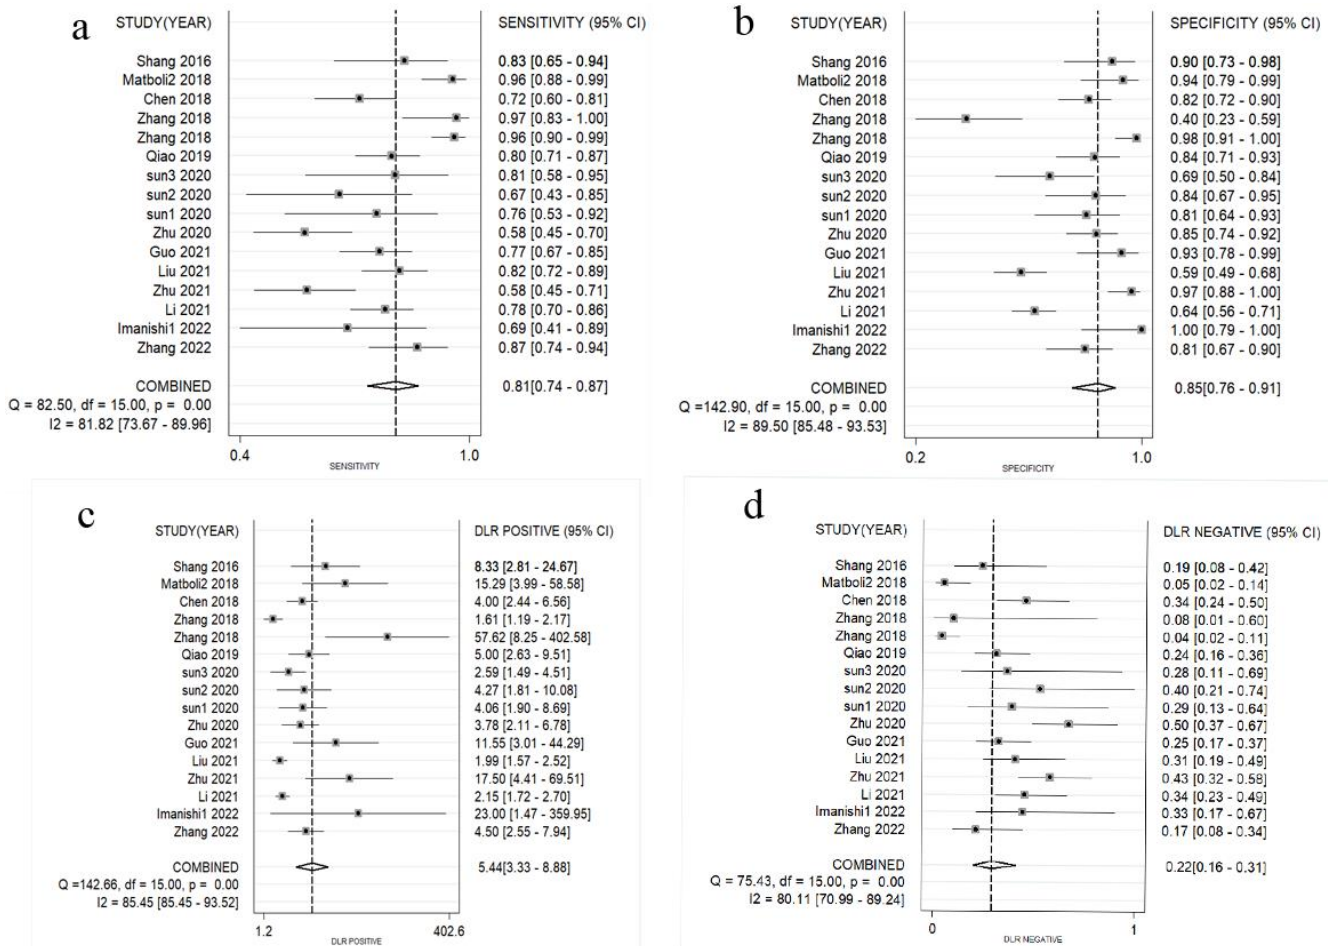 a
STUDY(YEAR) SENSITIVITY (95% CI)
Shang 2016 0.83 [0.65 - 0.94]
Matboli2 2018 0.96 [0.88 - 0.99]
Chen 2018 0.72 [0.60 - 0.81]
Zhang 2018 0.97 [0.83 - 1.00]
Zhang 2018 0.96 [0.90 - 0.99]
Qiao 2019 0.80 [0.71 - 0.87]
sun3 2020 0.81 [0.58 - 0.95]
sun2 2020 0.67 [0.43 - 0.85]
sun1 2020 0.76 [0.53 - 0.92]
Zhu 2020 0.58 [0.45 - 0.70]
Guo 2021 0.77 [0.67 - 0.85]
Liu 2021 0.82 [0.72 - 0.89]
Zhu 2021 0.58 [0.45 - 0.71]
Li 2021 0.78 [0.70 - 0.86]
Imanishi1 2022 0.69 [0.41 - 0.89]
Zhang 2022 0.87 [0.74 - 0.94]
COMBINED 0.81[0.74 - 0.87]
Q = 82.50, df = 15.00, p = 0.00
I2 = 81.82 [73.67 - 89.96]
0.4 1.0
SENSITIVITY
b
STUDY(YEAR) SPECIFICITY (95% CI)
Shang 2016 0.90 [0.73 - 0.98]
Matboli2 2018 0.94 [0.79 - 0.99]
Chen 2018 0.82 [0.72 - 0.90]
Zhang 2018 0.40 [0.23 - 0.59]
Zhang 2018 0.98 [0.91 - 1.00]
Qiao 2019 0.84 [0.71 - 0.93]
sun3 2020 0.69 [0.50 - 0.84]
sun2 2020 0.84 [0.67 - 0.95]
sun1 2020 0.81 [0.64 - 0.93]
Zhu 2020 0.85 [0.74 - 0.92]
Guo 2021 0.93 [0.78 - 0.99]
Liu 2021 0.59 [0.49 - 0.68]
Zhu 2021 0.97 [0.88 - 1.00]
Li 2021 0.64 [0.56 - 0.71]
Imanishi1 2022 1.00 [0.79 - 1.00]
Zhang 2022 0.81 [0.67 - 0.90]
COMBINED 0.85[0.76 - 0.91]
Q =142.90, df = 15.00, p = 0.00
I2 = 89.50 [85.48 - 93.53]
0.2 1.0
SPECIFICITY
c
STUDY(YEAR) DLR POSITIVE (95% CI)
Shang 2016 8.33 [2.81 - 24.67]
Matboli2 2018 15.29 [3.99 - 58.58]
Chen 2018 4.00 [2.44 - 6.56]
Zhang 2018 1.61 [1.19 - 2.17]
Zhang 2018 57.62 [8.25 - 402.58]
Qiao 2019 5.00 [2.63 - 9.51]
sun3 2020 2.59 [1.49 - 4.51]
sun2 2020 4.27 [1.81 - 10.08]
sun1 2020 4.06 [1.90 - 8.69]
Zhu 2020 3.78 [2.11 - 6.78]
Guo 2021 11.55 [3.01 - 44.29]
Liu 2021 1.99 [1.57 - 2.52]
Zhu 2021 17.50 [4.41 - 69.51]
Li 2021 2.15 [1.72 - 2.70]
Imanishi1 2022 23.00 [1.47 - 359.95]
Zhang 2022 4.50 [2.55 - 7.94]
COMBINED 5.44[3.33 - 8.88]
Q =142.66, df = 15.00, p = 0.00
I2 = 85.45 [85.45 - 93.52]
1.2 402.6
DLR POSITIVE
d
STUDY(YEAR) DLR NEGATIVE (95% CI)
Shang 2016 0.19 [0.08 - 0.42]
Matboli2 2018 0.05 [0.02 - 0.14]
Chen 2018 0.34 [0.24 - 0.50]
Zhang 2018 0.08 [0.01 - 0.60]
Zhang 2018 0.04 [0.02 - 0.11]
Qiao 2019 0.24 [0.16 - 0.36]
sun3 2020 0.28 [0.11 - 0.69]
sun2 2020 0.40 [0.21 - 0.74]
sun1 2020 0.29 [0.13 - 0.64]
Zhu 2020 0.50 [0.37 - 0.67]
Guo 2021 0.25 [0.17 - 0.37]
Liu 2021 0.31 [0.19 - 0.49]
Zhu 2021 0.43 [0.32 - 0.58]
Li 2021 0.34 [0.23 - 0.49]
Imanishi1 2022 0.33 [0.17 - 0.67]
Zhang 2022 0.17 [0.08 - 0.34]
COMBINED 0.22[0.16 - 0.31]
Q = 75.43, df = 15.00, p = 0.00
I2 = 80.11 [70.99 - 89.24]
0 1
DLR NEGATIVE